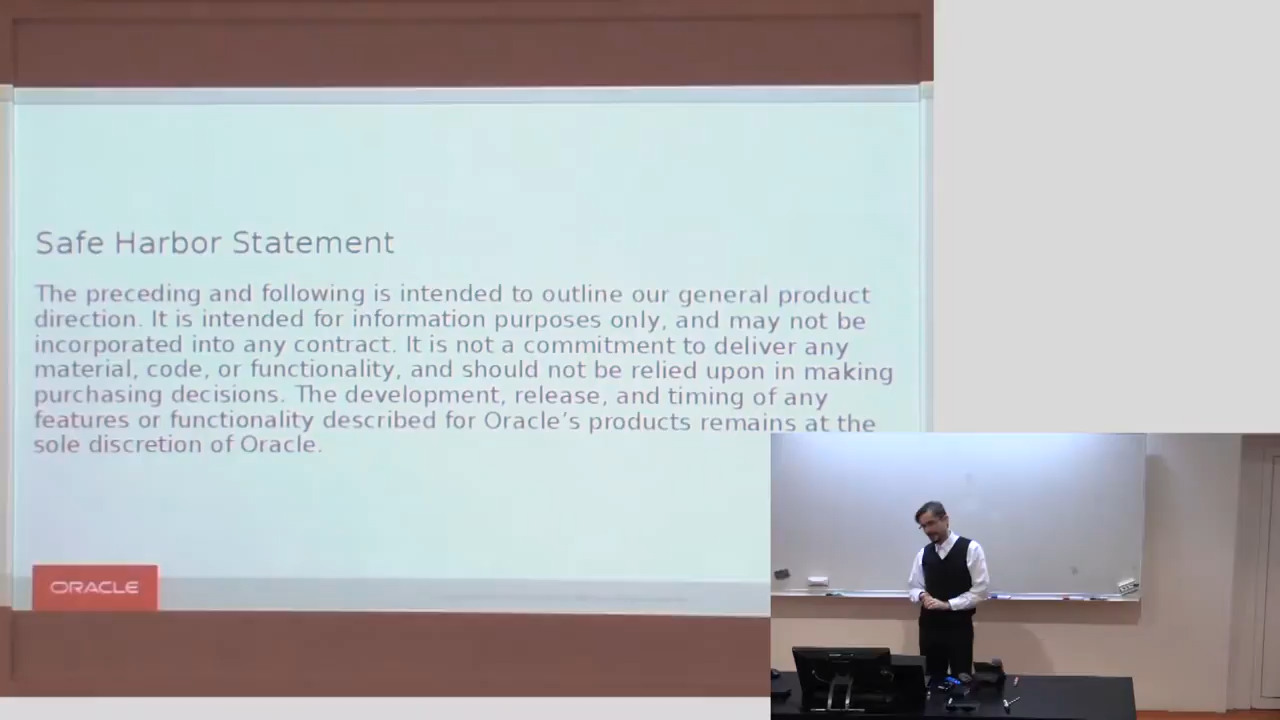 Safe Harbor Statement
The preceding and following is intended to outline our general product
direction. It is intended for information purposes only, and may not be
incorporated into any contract. It is not a commitment to deliver any
material, code, or functionality, and should not be relied upon in making
purchasing decisions. The development, release, and timing of any
features or functionality described for Oracle’s products remains at the
sole discretion of Oracle.
ORACLE